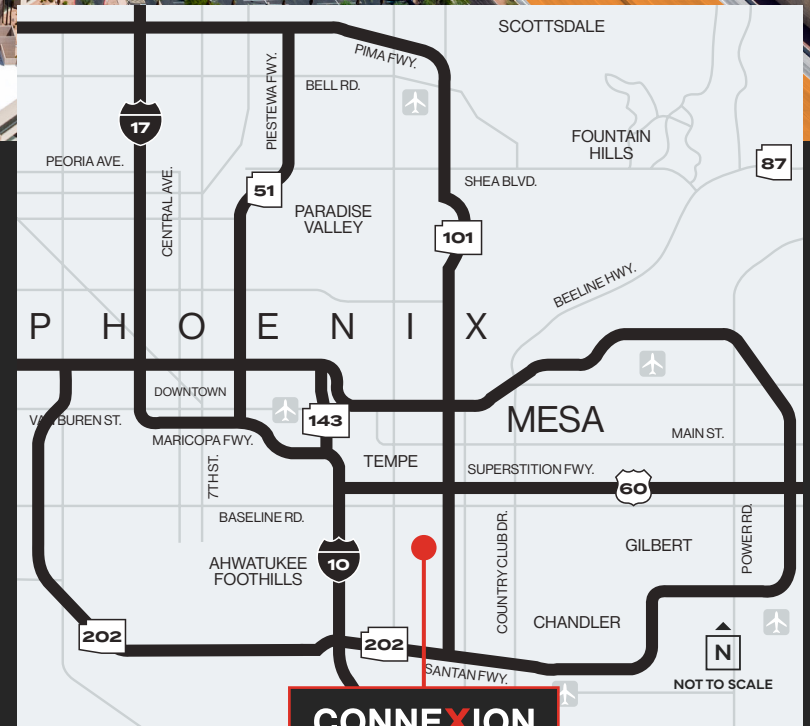 SCOTTSDALE
PIMA FWY.
PIESTEWA FWY.
BELL RD.
17
FOUNTAIN
HILLS
PEORIA AVE.
87
CENTRAL AVE.
51
SHEA BLVD.
PARADISE
VALLEY
101
BEELINE HWY.
PHOENIX
DOWNTOWN
VAN BUREN ST.
143
MESA
MARICOPA FWY.
MAIN ST.
7TH ST.
TEMPE
SUPERSTITION FWY.
60
BASELINE RD.
COUNTRY CLUB DR.
POWER RD.
AHWATUKEE
FOOTHILLS
10
GILBERT
CHANDLER
202
202
SANTAN FWY.
N
NOT TO SCALE
CONNEXION